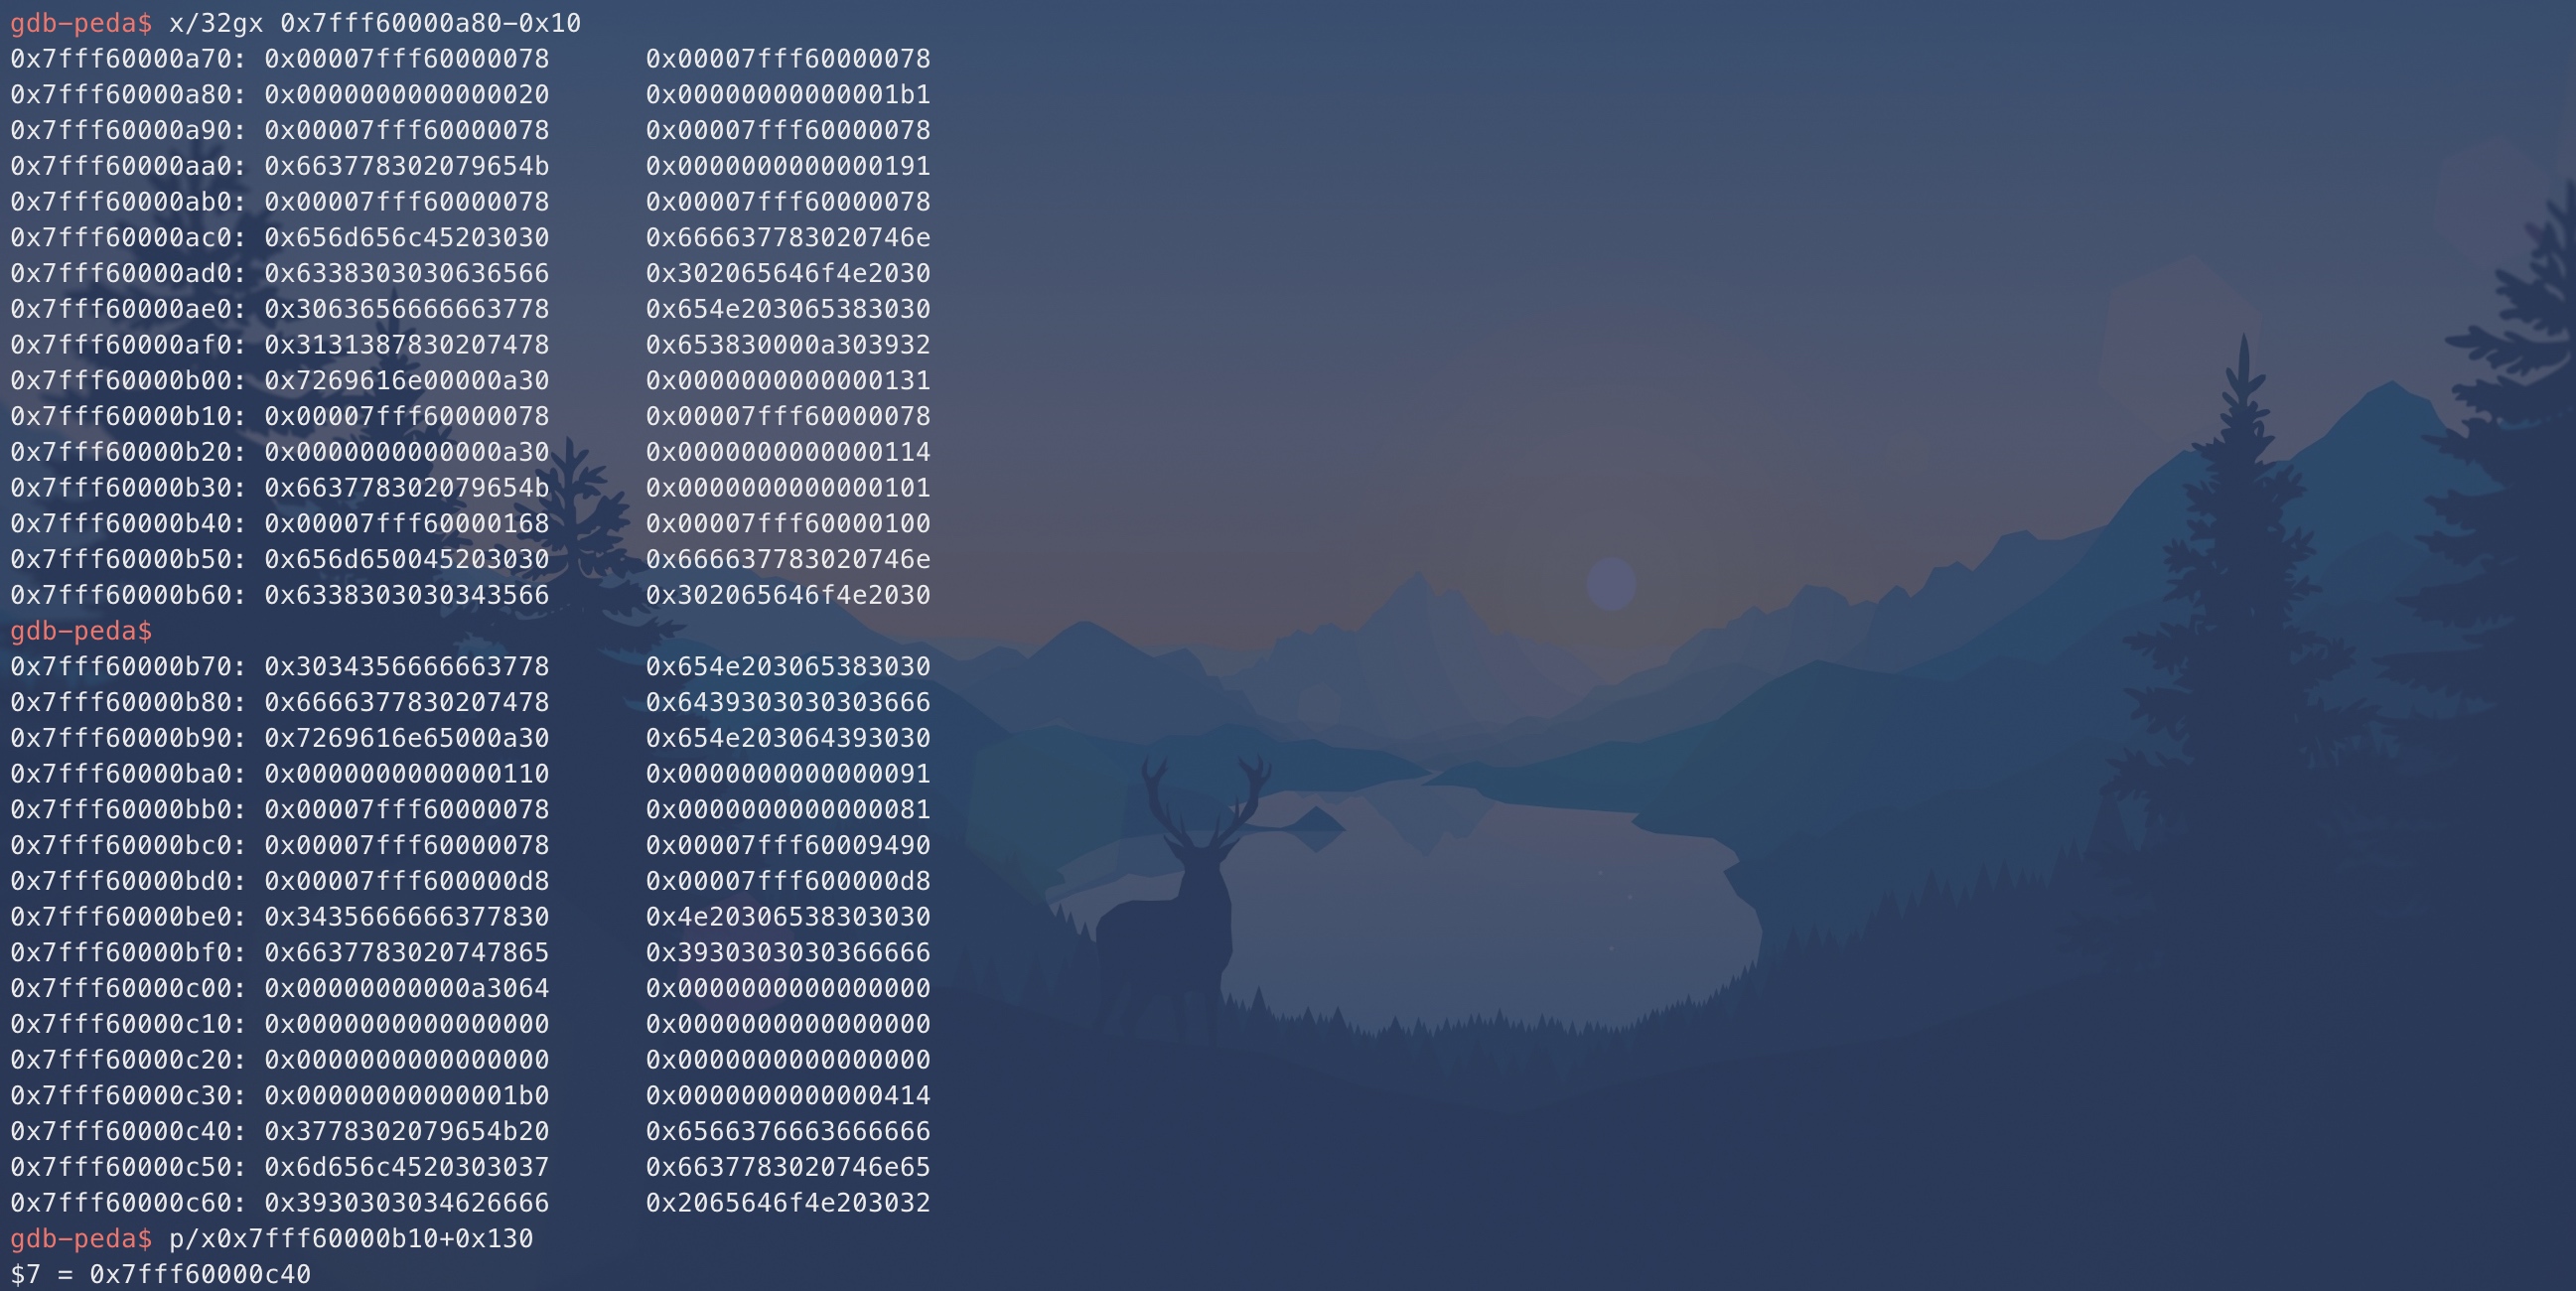 gdb-peda$ x/32gx 0x7fff60000a80-0x10
0x7fff60000a70: 0x00007fff60000078 0x00007fff60000078
0x7fff60000a80: 0x0000000000000020 0x00000000000001b1
0x7fff60000a90: 0x00007fff60000078 0x00007fff60000078
0x7fff60000aa0: 0x663778302079654b 0x0000000000000191
0x7fff60000ab0: 0x00007fff60000078 0x00007fff60000078
0x7fff60000ac0: 0x656d656c45203030 0x666637783020746e
0x7fff60000ad0: 0x6338303030636566 0x302065646f4e2030
0x7fff60000ae0: 0x3063656666663778 0x654e203065383030
0x7fff60000af0: 0x3131387830207478 0x653830000a303932
0x7fff60000b00: 0x7269616e00000a30 0x0000000000000131
0x7fff60000b10: 0x00007fff60000078 0x00007fff60000078
0x7fff60000b20: 0x0000000000000a30 0x0000000000000114
0x7fff60000b30: 0x663778302079654b 0x0000000000000101
0x7fff60000b40: 0x00007fff60000168 0x00007fff60000100
0x7fff60000b50: 0x656d650045203030 0x666637783020746e
0x7fff60000b60: 0x6338303030343566 0x302065646f4e2030
gdb-peda$
0x7fff60000b70: 0x3034356666663778 0x654e203065383030
0x7fff60000b80: 0x6666377830207478 0x6439303030303666
0x7fff60000b90: 0x7269616e65000a30 0x654e203064393030
0x7fff60000ba0: 0x0000000000000110 0x0000000000000091
0x7fff60000bb0: 0x00007fff60000078 0x0000000000000081
0x7fff60000bc0: 0x00007fff60000078 0x00007fff60009490
0x7fff60000bd0: 0x00007fff600000d8 0x00007fff600000d8
0x7fff60000be0: 0x3435666666377830 0x4e20306538303030
0x7fff60000bf0: 0x6637783020747865 0x3930303030366666
0x7fff60000c00: 0x00000000000a3064 0x0000000000000000
0x7fff60000c10: 0x0000000000000000 0x0000000000000000
0x7fff60000c20: 0x0000000000000000 0x0000000000000000
0x7fff60000c30: 0x00000000000001b0 0x0000000000000414
0x7fff60000c40: 0x3778302079654b20 0x6566376663666666
0x7fff60000c50: 0x6d656c4520303037 0x6637783020746e65
0x7fff60000c60: 0x3930303034626666 0x2065646f4e203032
gdb-peda$ p/x0x7fff60000b10+0x130
$7 = 0x7fff60000c40